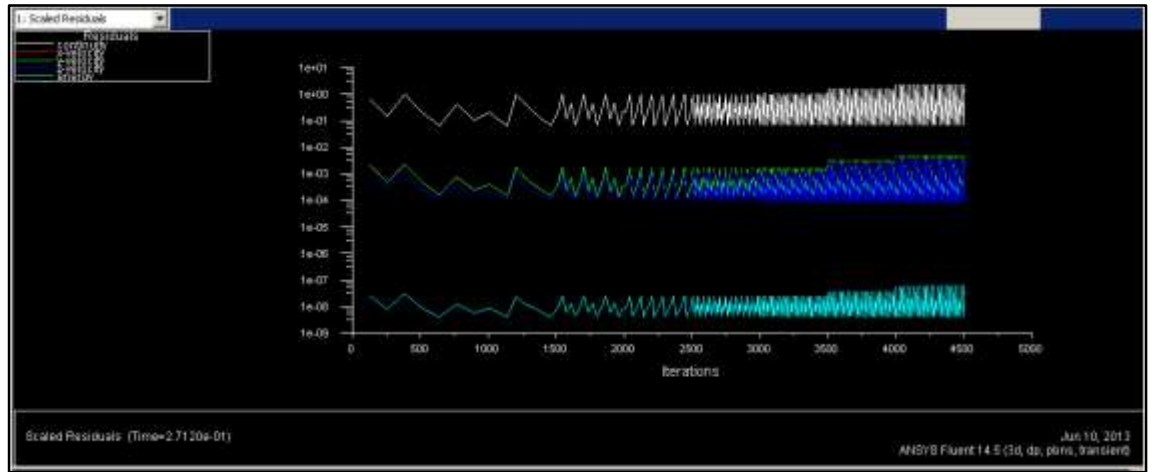 1: Scaled Residuals
Residuals
continuity
x-velocity
y-velocity
z-velocity
energy
1e+01
1e+00
1e-01
1e-02
1e-03
1e-04
1e-05
1e-06
1e-07
1e-08
1e-09
0 500 1000 1500 2000 2500 3000 3500 4000 4500 5000
Iterations
Scaled Residuals (Time=2.7120e-01)
Jun 10, 2013
ANSYS Fluent 14.5 (3d, dp, pbns, transient)